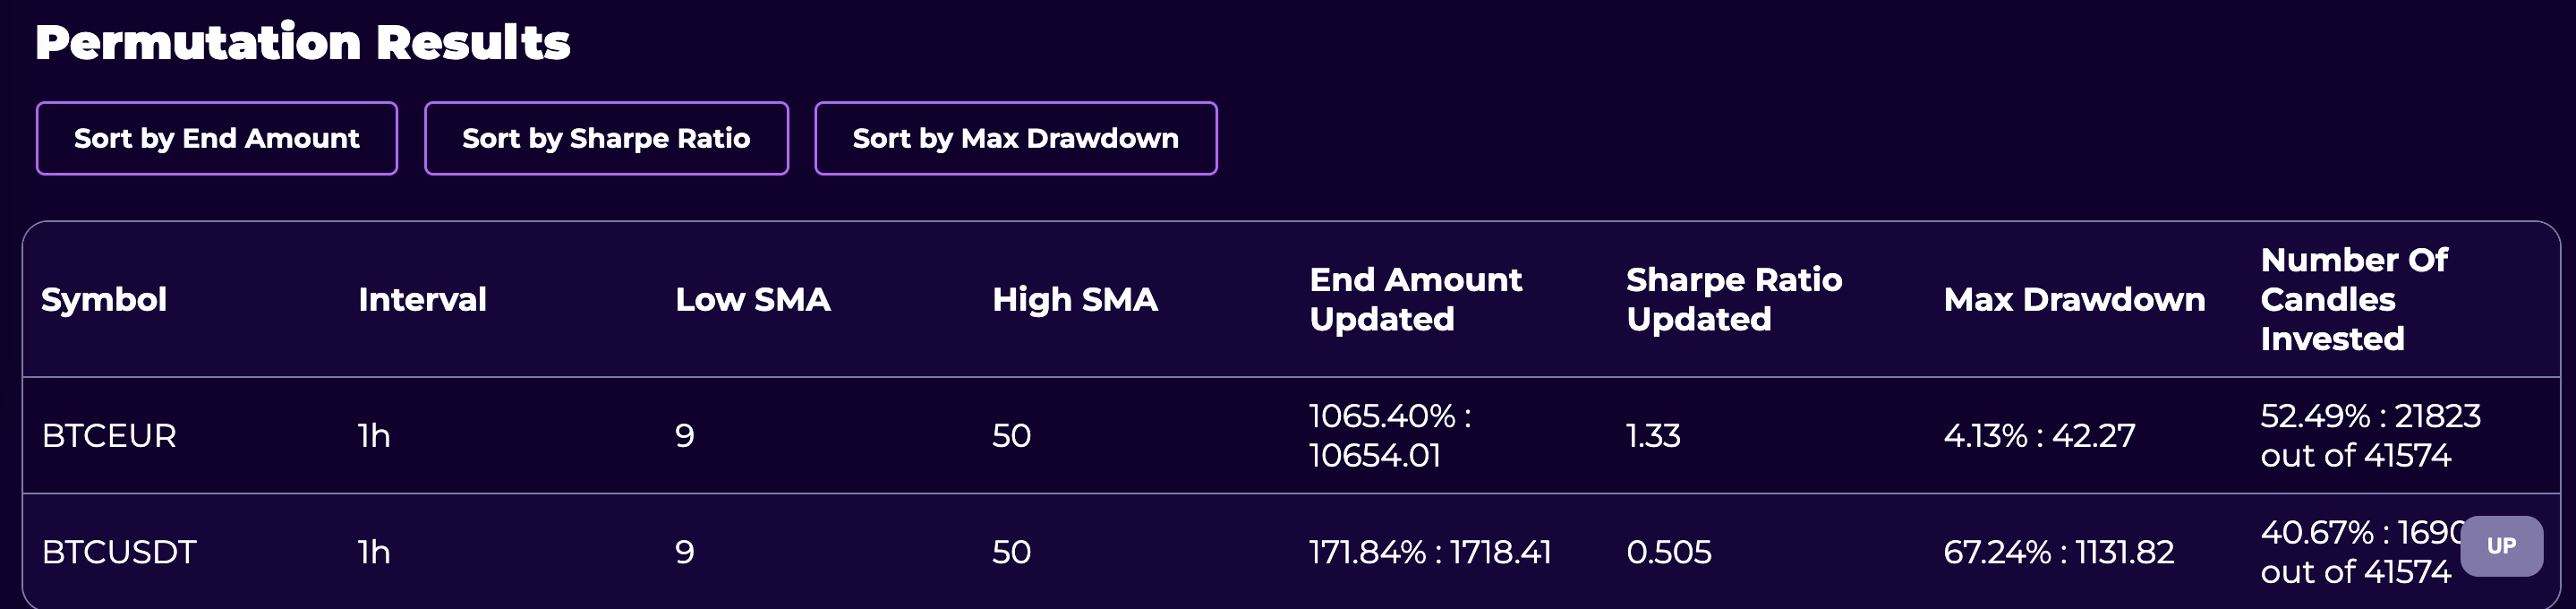 Permutation Results
Sort by End Amount Sort by Sharpe Ratio Sort by Max Drawdown
Symbol Interval Low SMA High SMA End Amount Updated Sharpe Ratio Updated Max Drawdown Number Of Candles Invested
BTCEUR 1h 9 50 1065.40% : 10654.01 1.33 4.13% : 42.27 52.49% : 21823 out of 41574
BTCUSDT 1h 9 50 171.84% : 1718.41 0.505 67.24% : 1131.82 40.67% : out of 41574
UP